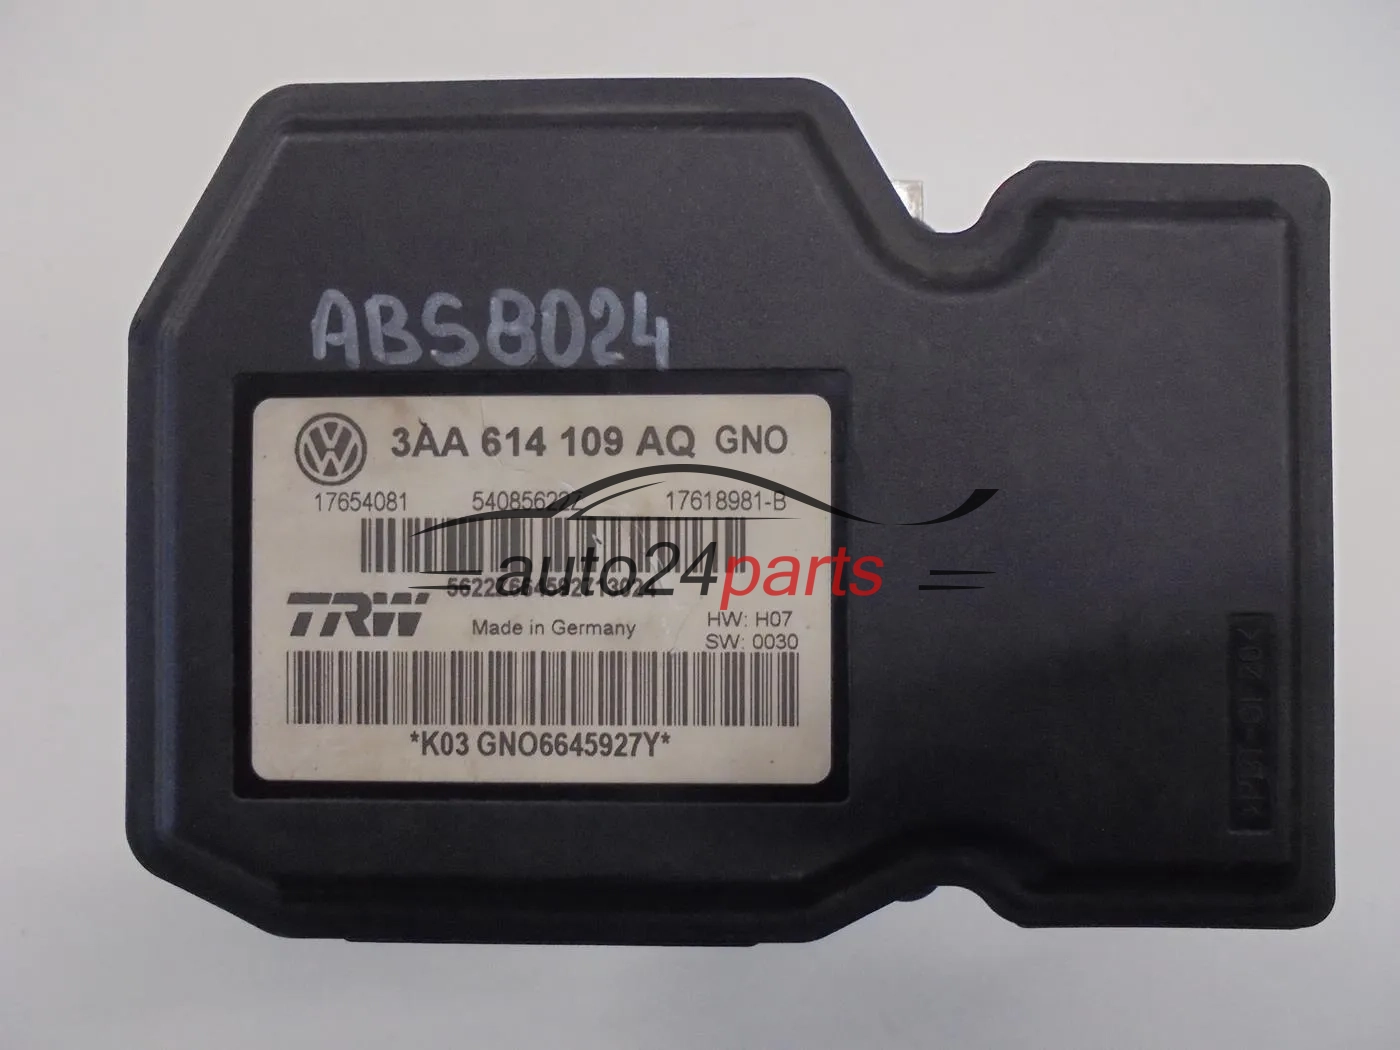 ABS8024
3AA 614 109 AQ GNO
17654081 54085622Z 17618981-B
auto24parts
TRW
Made in Germany
HW: H07
SW: 0030
*K03 GNO6645927Y*